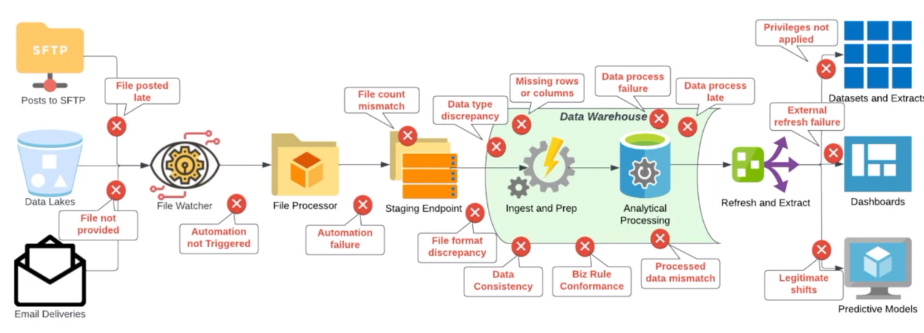 SFTP
Posts to SFTP
File posted
late
Data Lakes
File not
provided
Email Deliveries
File Watcher
Automation
not Triggered
File Processor
Automation
failure
File count
mismatch
Staging Endpoint
Data type
discrepancy
File format
discrepancy
Missing rows
or columns
Data process
failure
Data process
late
Data Warehouse
Ingest and Prep
Analytical
Processing
Data
Consistency
Biz Rule
Conformance
Processed
data mismatch
Refresh and Extract
Privileges not
applied
Datasets and Extracts
External
refresh failure
Dashboards
Legitimate
shifts
Predictive Models